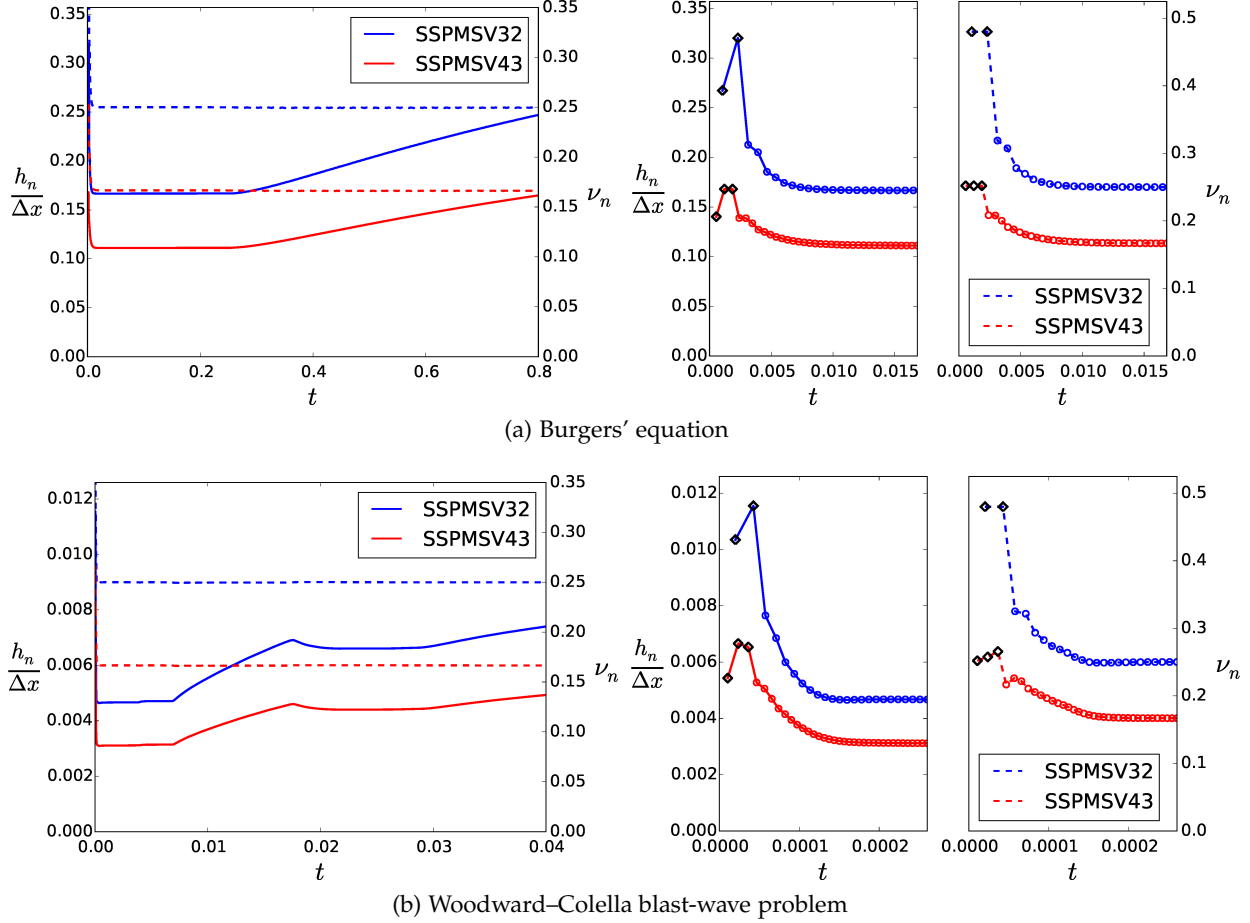 0.35
0.30
0.25
0.20
0.15
0.10
0.05
0.00
h_n
Δx
SSPMSV32
SSPMSV43
0.35
0.30
0.25
0.20
0.15
0.10
0.05
0.00
ν_n
0.0 0.2 0.4 0.6 0.8
t
0.35
0.30
0.25
0.20
0.15
0.10
0.05
0.00
h_n
Δx
0.000 0.005 0.010 0.015
t
SSPMSV32
SSPMSV43
0.5
0.4
0.3
0.2
0.1
0.0
ν_n
0.000 0.005 0.010 0.015
t
(a) Burgers’ equation
0.012
0.010
0.008
0.006
0.004
0.002
0.000
h_n
Δx
SSPMSV32
SSPMSV43
0.35
0.30
0.25
0.20
0.15
0.10
0.05
0.00
ν_n
0.00 0.01 0.02 0.03 0.04
t
0.012
0.010
0.008
0.006
0.004
0.002
0.000
h_n
Δx
0.0000 0.0001 0.0002
t
SSPMSV32
SSPMSV43
0.5
0.4
0.3
0.2
0.1
0.0
ν_n
0.0000 0.0001 0.0002
t
(b) Woodward–Colella blast-wave problem